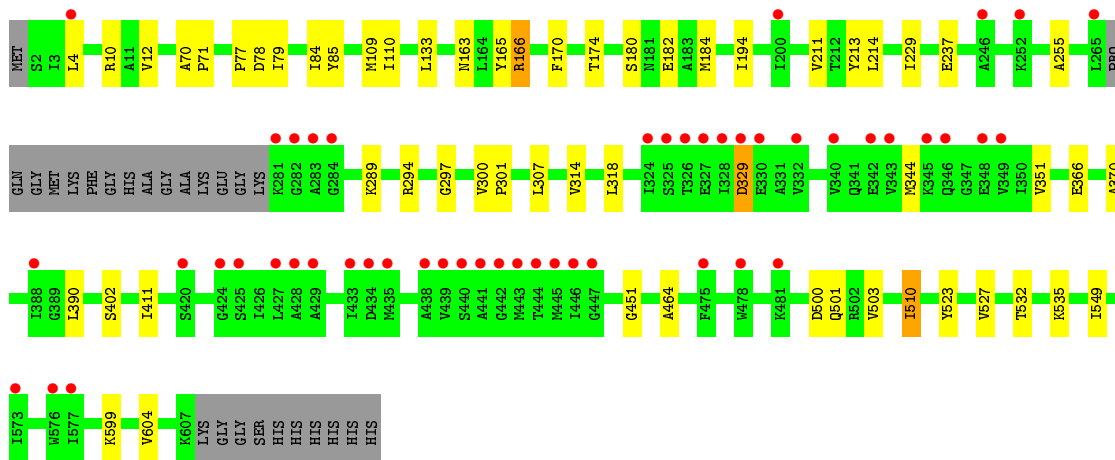 MET S2 I3 L4 R10 A11 V12 A70 P71 P77 D78 I79 I84 Y85 M109 I110 L133 N163 L164 Y165 R166 F170 T174 S180 N181 E182 A183 M184 I194 I200 V211 T212 Y213 L214 I229 E237 A246 K252 A255 L265 PRO
GLN GLY MET LYS PHE GLY HIS ALA GLY ALA LYS GLU GLY LYS K281 G282 A283 G284 K289 R294 G297 V300 P301 L307 V314 L318 I324 S325 T326 E327 I328 D329 E330 A331 V332 V340 Q341 E342 V343 M344 K345 Q346 G347 E348 V349 I350 V351 E366 A370
I388 G389 L390 S402 I411 S420 G424 S425 I426 L427 A428 A429 I433 D434 M435 A438 V439 S440 A441 G442 M443 T444 M445 I446 G447 G451 A464 F475 W478 K481 D500 Q501 R502 V503 I510 Y523 V527 T532 K535 I549
I573 W576 I577 K599 V604 K607 LYS GLY GLY SER HIS HIS HIS HIS HIS HIS